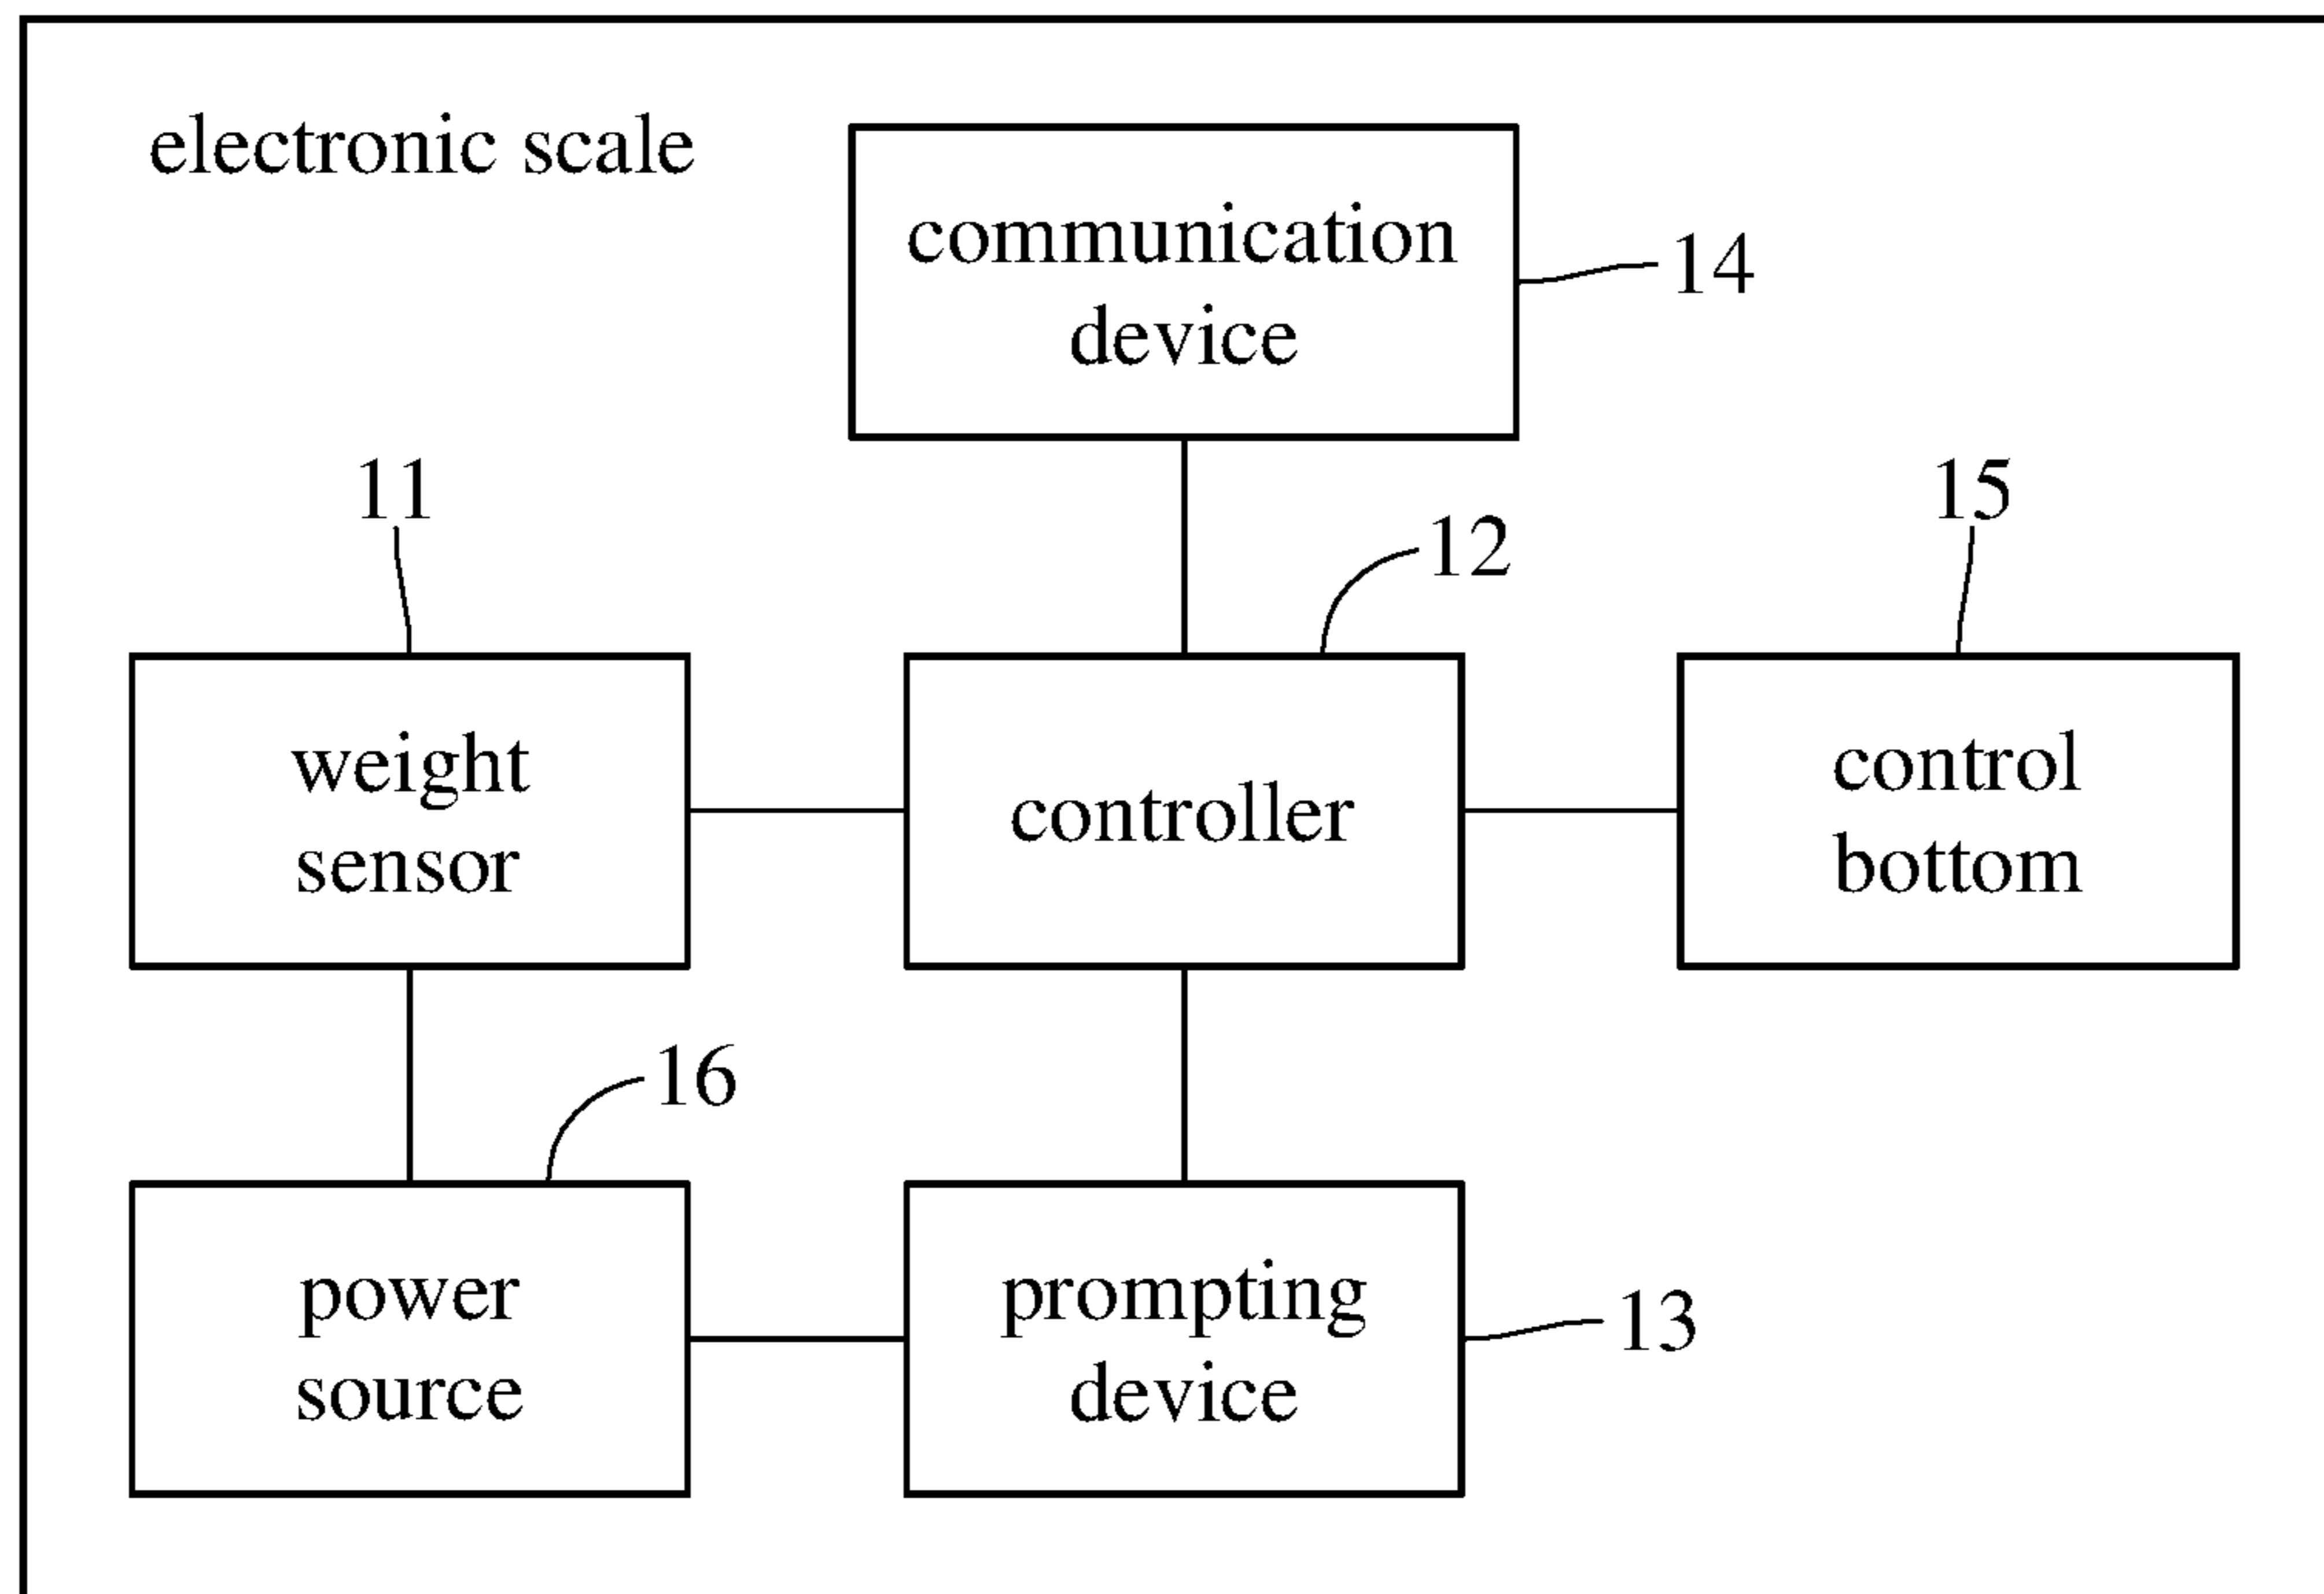 electronic scale
communication
device
14
11
12
15
weight
sensor
controller
control
bottom
16
power
source
prompting
device
13